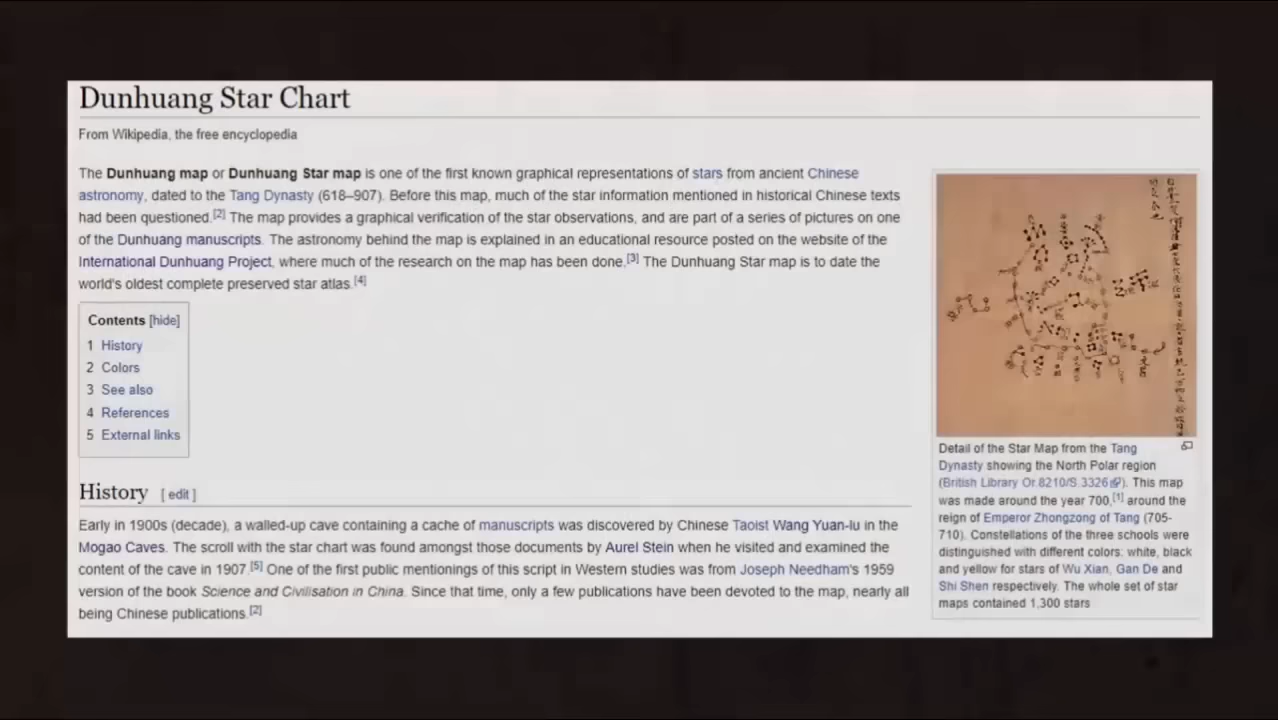 Dunhuang Star Chart
From Wikipedia, the free encyclopedia
The Dunhuang map or Dunhuang Star map is one of the first known graphical representations of stars from ancient Chinese
astronomy, dated to the Tang Dynasty (618–907). Before this map, much of the star information mentioned in historical Chinese texts
had been questioned.[2] The map provides a graphical verification of the star observations, and are part of a series of pictures on one
of the Dunhuang manuscripts. The astronomy behind the map is explained in an educational resource posted on the website of the
International Dunhuang Project, where much of the research on the map has been done.[3] The Dunhuang Star map is to date the
world's oldest complete preserved star atlas.[4]
Contents [hide]
1 History
2 Colors
3 See also
4 References
5 External links
History [ edit ]
Early in 1900s (decade), a walled-up cave containing a cache of manuscripts was discovered by Chinese Taoist Wang Yuan-lu in the
Mogao Caves. The scroll with the star chart was found amongst those documents by Aurel Stein when he visited and examined the
content of the cave in 1907.[5] One of the first public mentionings of this script in Western studies was from Joseph Needham's 1959
version of the book Science and Civilisation in China. Since that time, only a few publications have been devoted to the map, nearly all
being Chinese publications.[2]
Detail of the Star Map from the Tang
Dynasty showing the North Polar region
(British Library Or.8210/S.3326). This map
was made around the year 700,[1] around the
reign of Emperor Zhongzong of Tang (705-
710). Constellations of the three schools were
distinguished with different colors: white, black
and yellow for stars of Wu Xian, Gan De and
Shi Shen respectively. The whole set of star
maps contained 1,300 stars